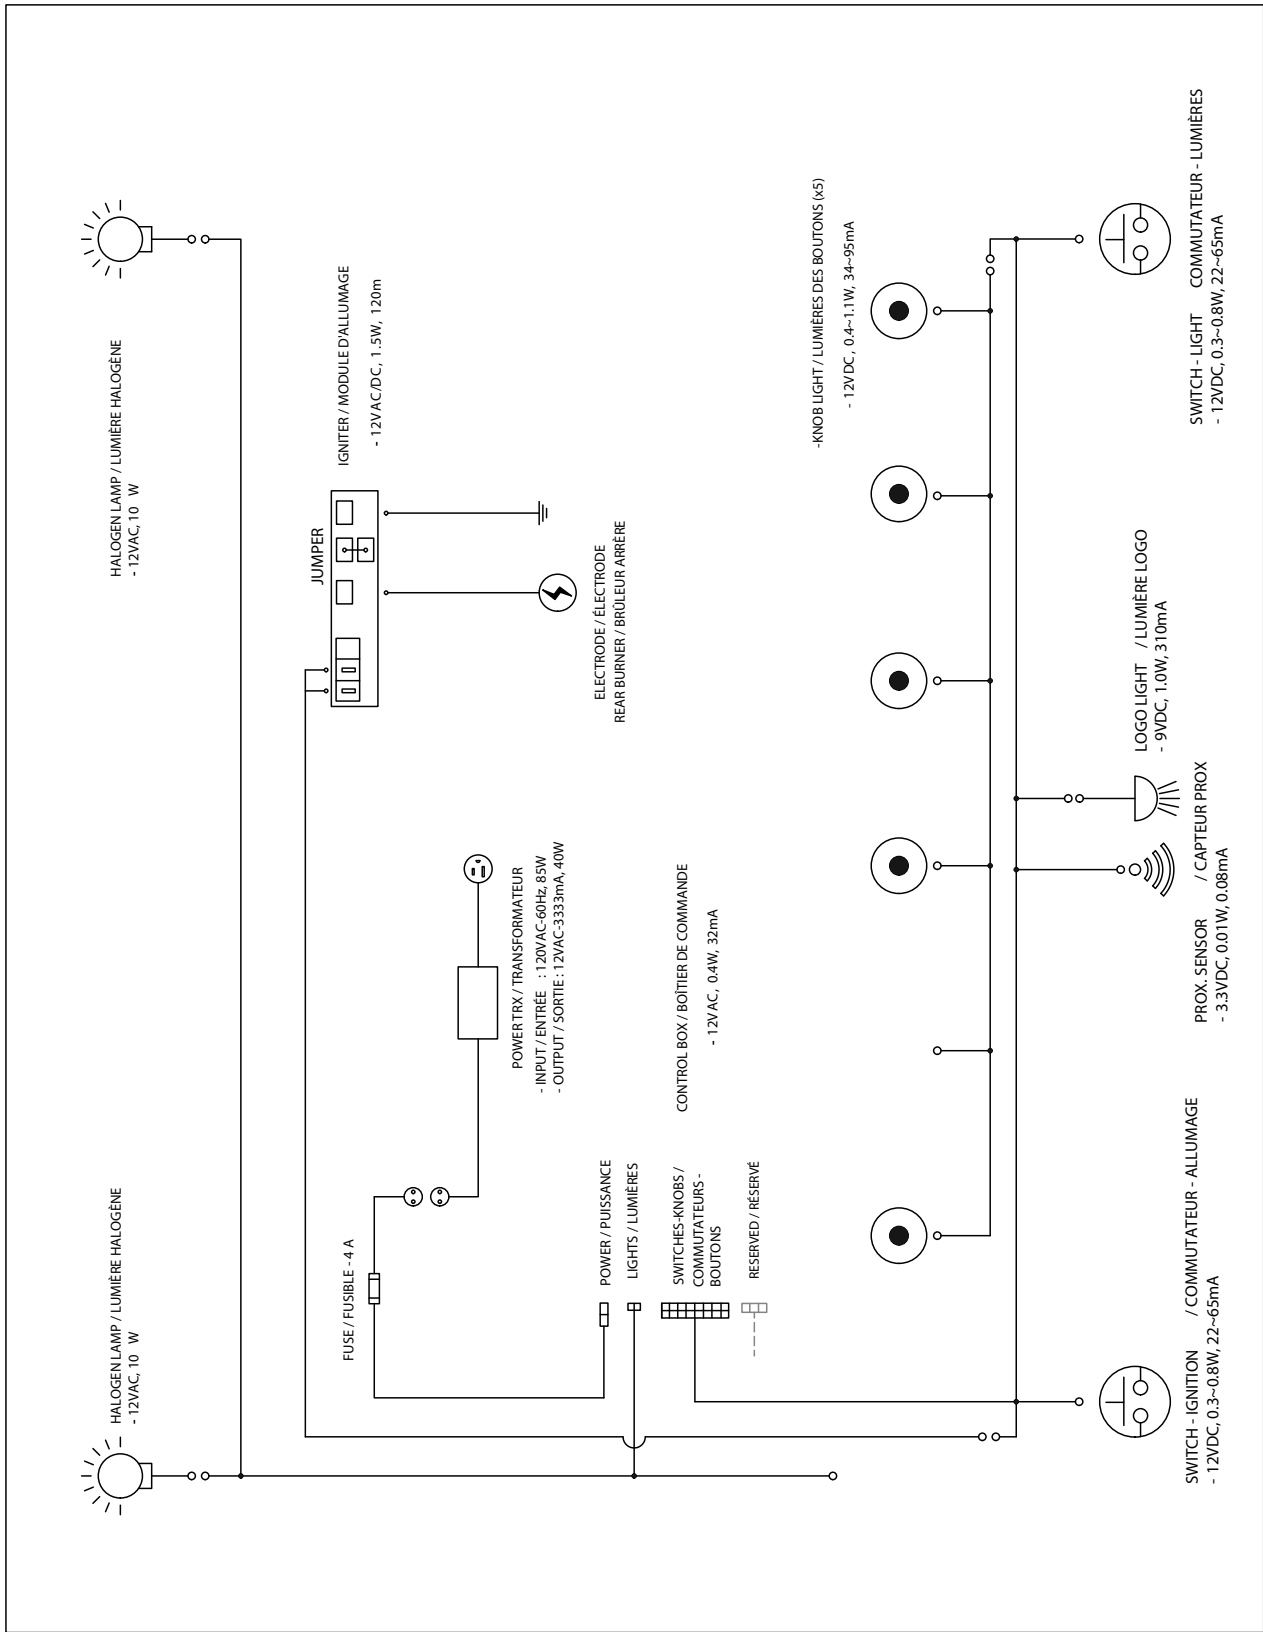 HALOGEN LAMP / LUMIÈRE HALOGÈNE
- 12VAC, 10 W
HALOGEN LAMP / LUMIÈRE HALOGÈNE
- 12VAC, 10 W
FUSE / FUSIBLE - 4 A
JUMPER
IGNITER / MODULE D'ALLUMAGE
- 12VAC/DC, 1.5W, 120m
POWER TRX / TRANSFORMATEUR
- INPUT / ENTRÉE : 120VAC-60Hz, 85W
- OUTPUT / SORTIE : 12VAC-3333mA, 40W
ELECTRODE / ÉLECTRODE
REAR BURNER / BRÛLEUR ARRÈRE
POWER / PUISSANCE
LIGHTS / LUMIÈRES
SWITCHES-KNOBS /
COMMUTATEURS -
BOUTONS
RESERVED / RÉSERVÉ
CONTROL BOX / BOÎTIER DE COMMANDE
- 12VAC, 0.4W, 32mA
-KNOB LIGHT / LUMIÈRES DES BOUTONS (x5)
- 12VDC, 0.4~1.1W, 34~95mA
SWITCH - IGNITION / COMMUTATEUR - ALLUMAGE
- 12VDC, 0.3~0.8W, 22~65mA
PROX. SENSOR / CAPTEUR PROX
- 3.3VDC, 0.01W, 0.08mA
LOGO LIGHT / LUMIÈRE LOGO
- 9VDC, 1.0W, 310mA
SWITCH - LIGHT COMMUTATEUR - LUMIÈRES
- 12VDC, 0.3~0.8W, 22~65mA